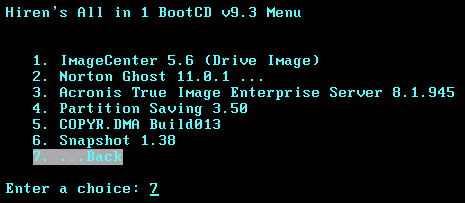 Hiren's All in 1 BootCD v9.3 Menu
1. ImageCenter 5.6 (Drive Image)
2. Norton Ghost 11.0.1 ...
3. Acronis True Image Enterprise Server 8.1.945
4. Partition Saving 3.50
5. COPYR.DMA Build013
6. Snapshot 1.38
7. ...Back
Enter a choice: 7